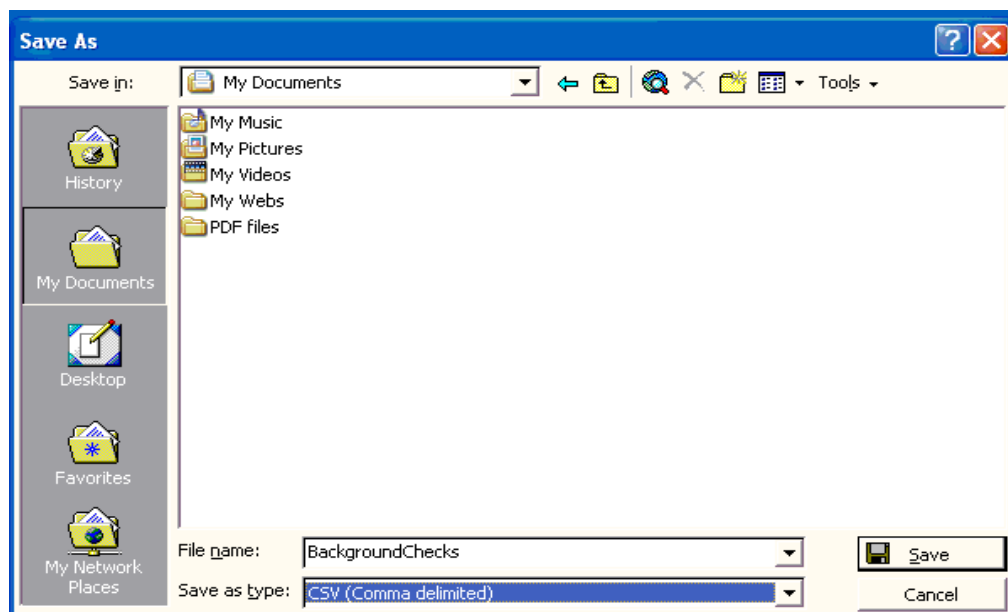 Save As
?
Save in:
My Documents
Tools
My Music
My Pictures
My Videos
My Webs
PDF files
History
My Documents
Desktop
Favorites
My Network
Places
File name:
BackgroundChecks
Save
Save as type:
CSV (Comma delimited)
Cancel